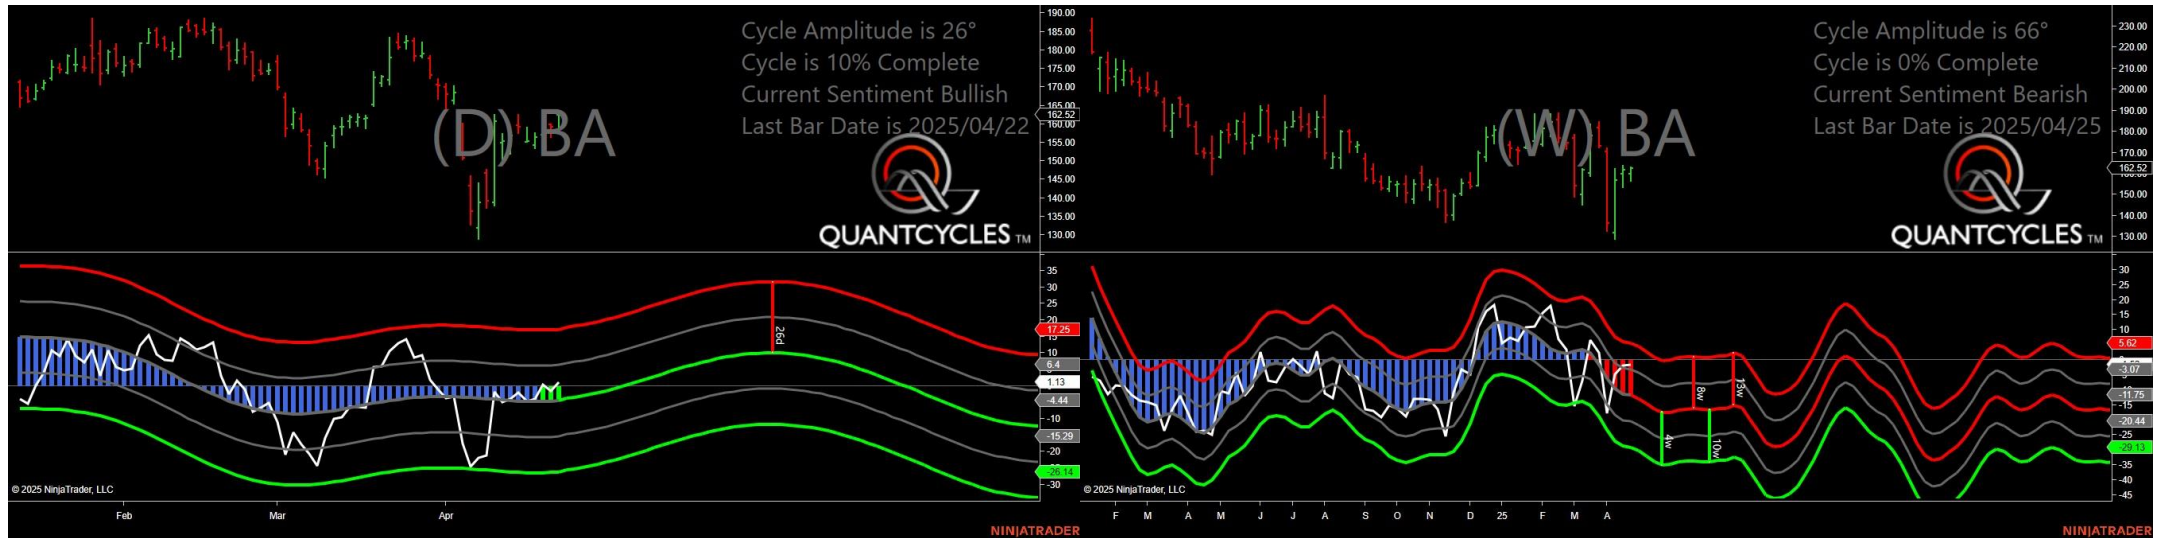 Cycle Amplitude is 26°
Cycle is 10% Complete
Current Sentiment Bullish
Last Bar Date is 2025/04/22
(D) BA
QUANTCYCLES TM
190.00
185.00
180.00
175.00
170.00
165.00
162.52
160.00
155.00
150.00
145.00
140.00
135.00
130.00
35
30
25
20
17.25
10
6.4
1.13
-4.44
-10
-15.29
-20
-26.14
-30
26d
© 2025 NinjaTrader, LLC
Feb Mar Apr
NINJATRADER
Cycle Amplitude is 66°
Cycle is 0% Complete
Current Sentiment Bearish
Last Bar Date is 2025/04/25
(W) BA
QUANTCYCLES TM
230.00
220.00
210.00
200.00
190.00
180.00
170.00
162.52
150.00
140.00
130.00
30
25
20
15
10
5.62
-3.07
-11.75
-15
-20.44
-25
-29.13
-35
-40
-45
4w
8w
10w
13w
© 2025 NinjaTrader, LLC
F M A M J J A S O N D 25 F M A
NINJATRADER